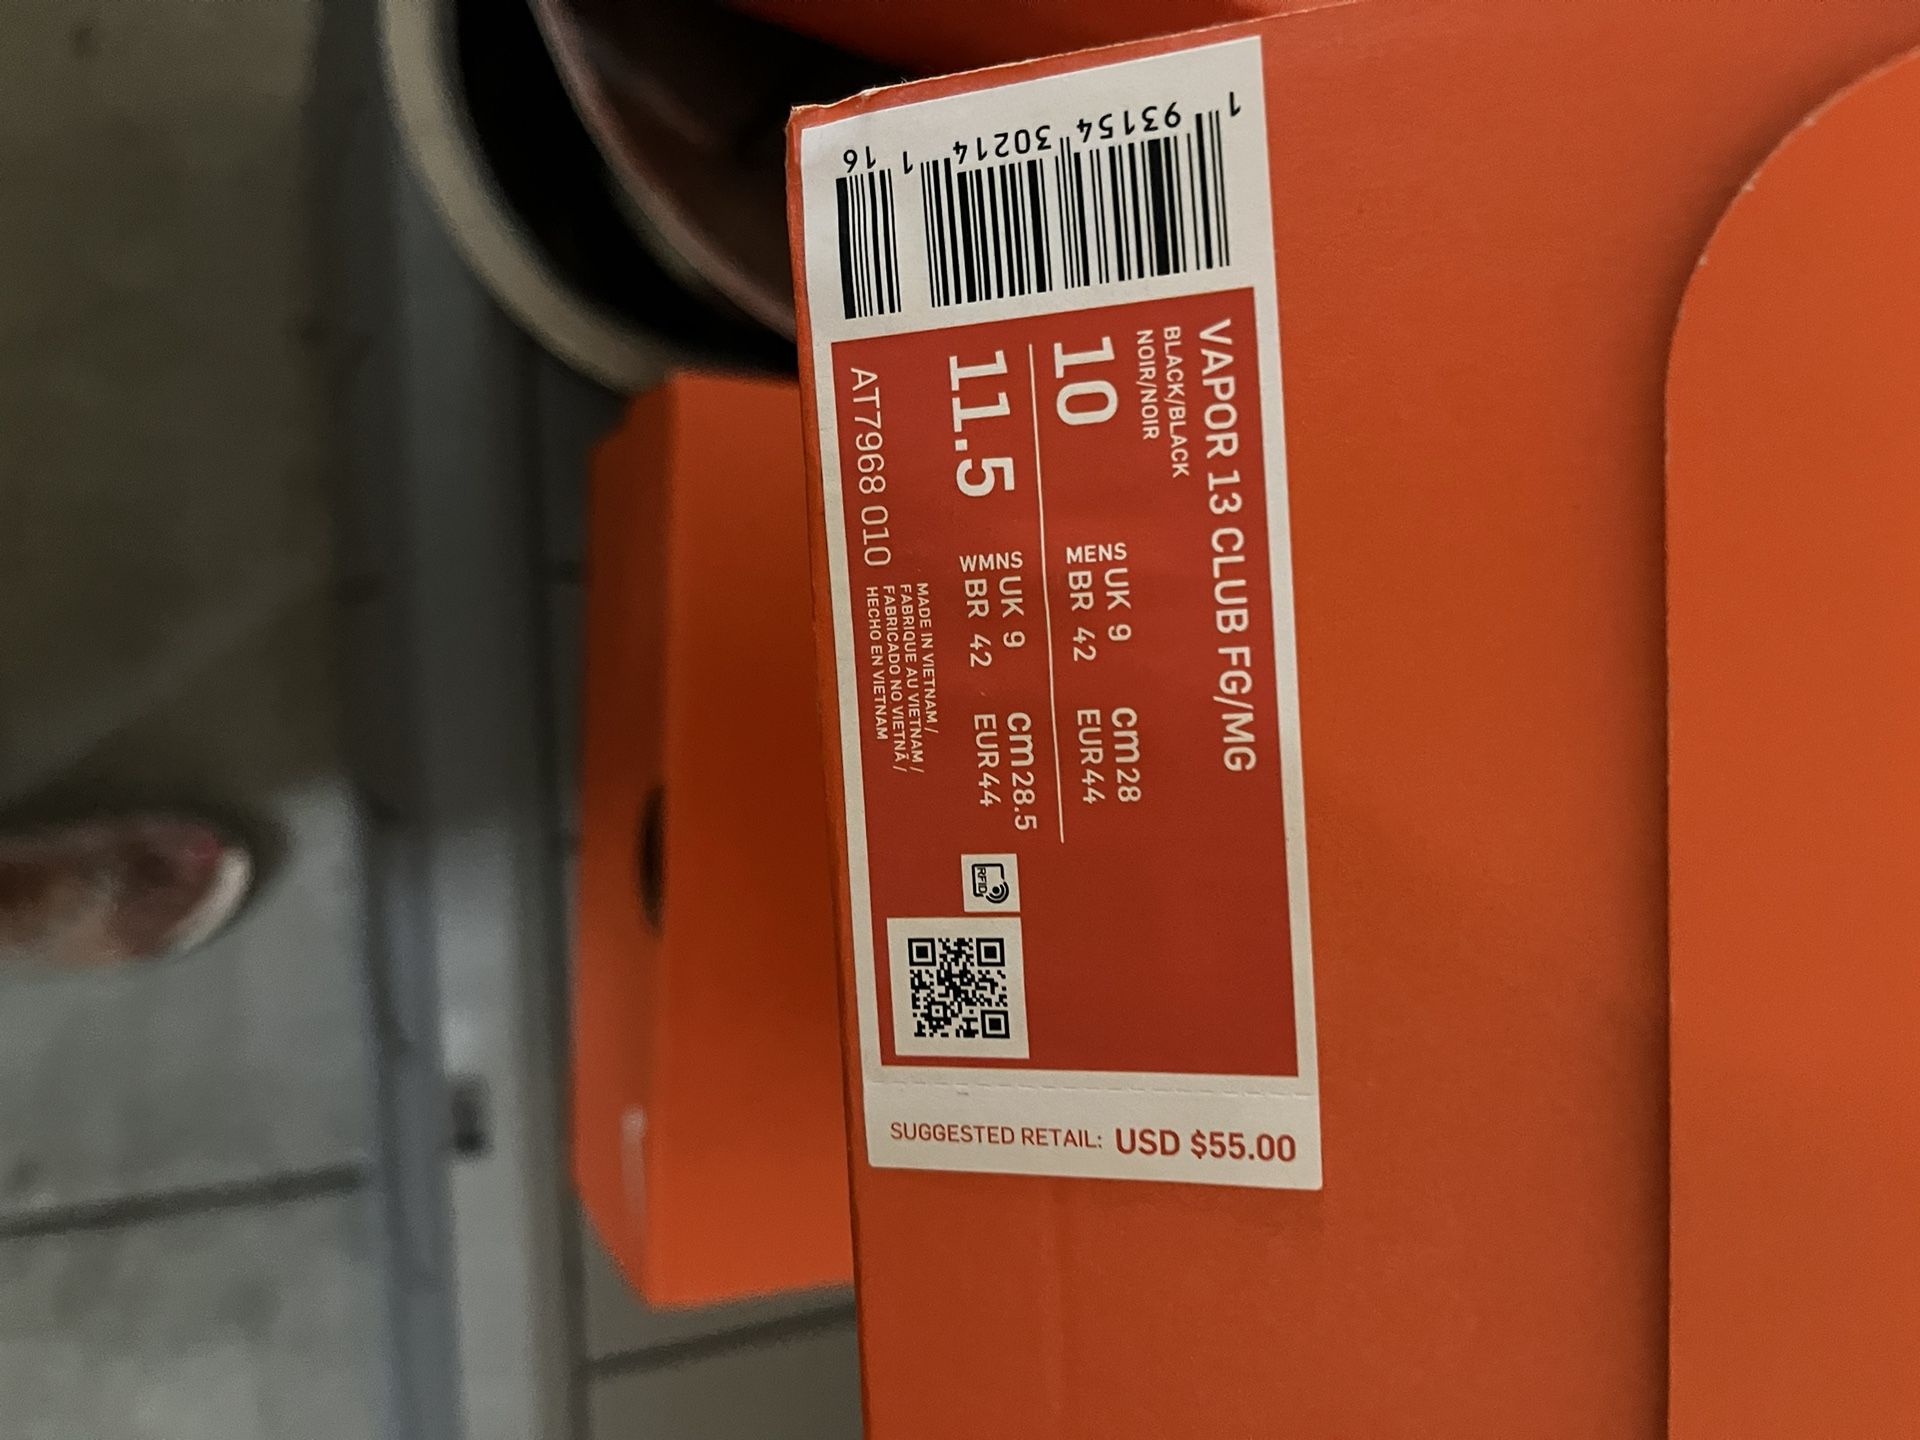 VAPOR 13 CLUB FG/MG
BLACK/BLACK
NOIR/NOIR
10 MENS UK 9 cm 28
BR 42 EUR 44
11.5 WMNS UK 9 cm 28.5
BR 42 EUR 44
AT7968 010
MADE IN VIETNAM /
FABRIQUE AU VIETNAM /
FABRICADO NO VIETNÃ /
HECHO EN VIETNAM
RFID
1 93154 30214 1 16
SUGGESTED RETAIL: USD $55.00